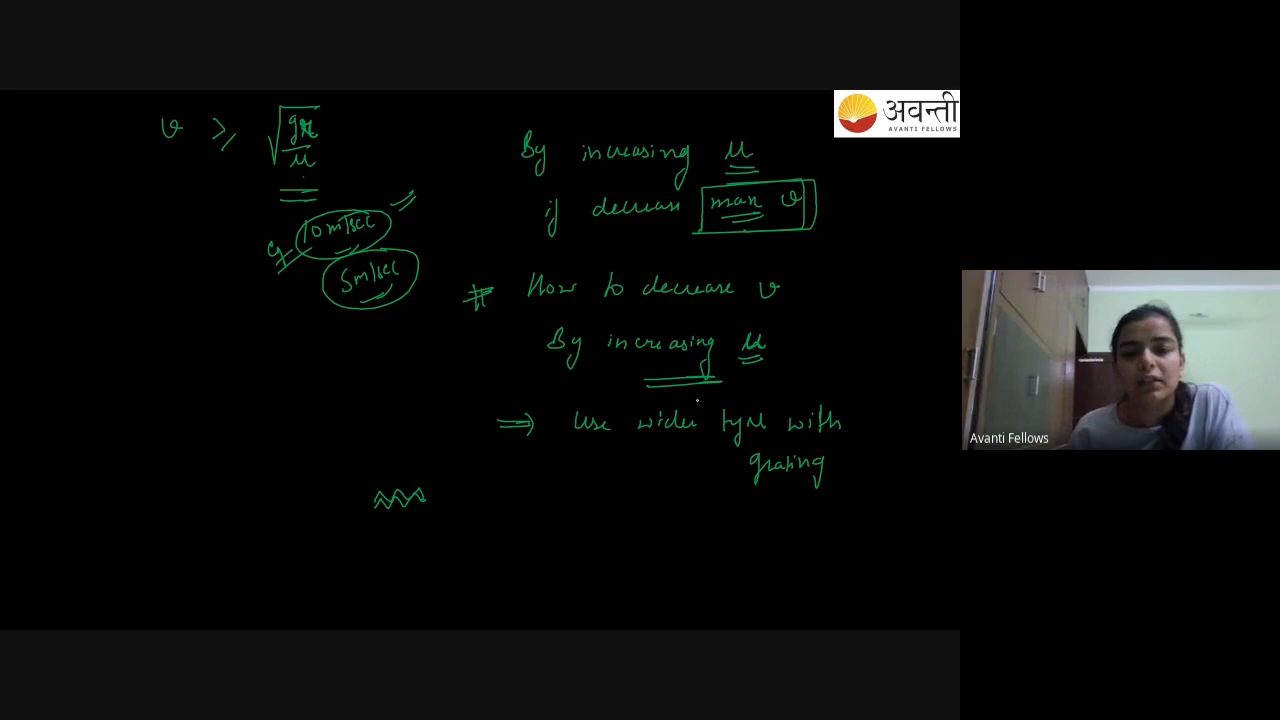 v ≥ √(gr/μ)
eg 10 m/sec
5 m/sec
By increasing μ
if decrease max v
# How to decrease v
By increasing μ
⇒ Use wider tyre with
grating
अवन्ती
AVANTI FELLOWS
Avanti Fellows